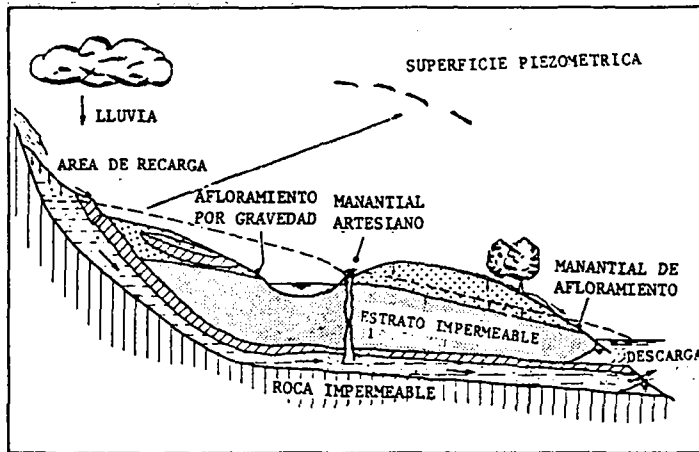 SUPERFICIE PIEZOMETRICA
LLUVIA
AREA DE RECARGA
AFLORAMIENTO
POR GRAVEDAD
MANANTIAL
ARTESIANO
MANANTIAL DE
AFLORAMIENTO
ESTRATO IMPERMEABLE
DESCARGA
ROCA IMPERMEABLE